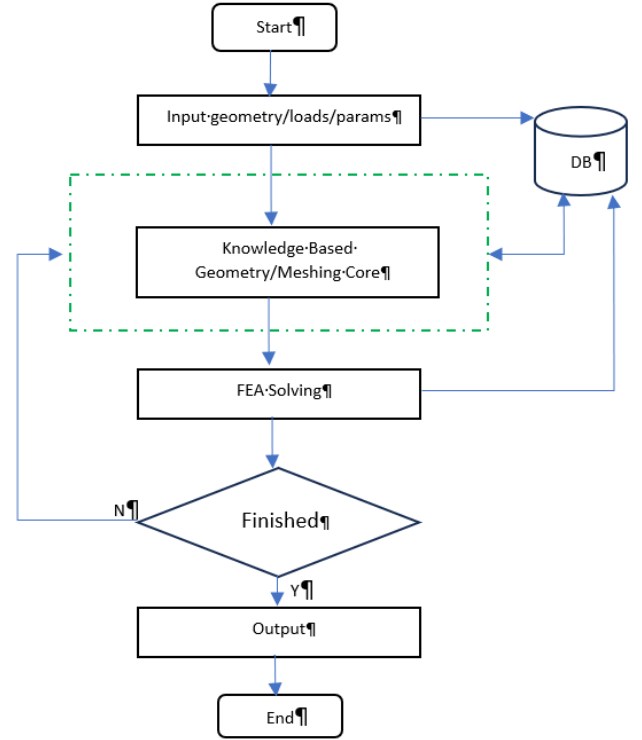 Start¶
Input·geometry/loads/params¶
DB¶
Knowledge·Based·
Geometry/Meshing·Core¶
FEA·Solving¶
N¶
Finished¶
Y¶
Output¶
End¶